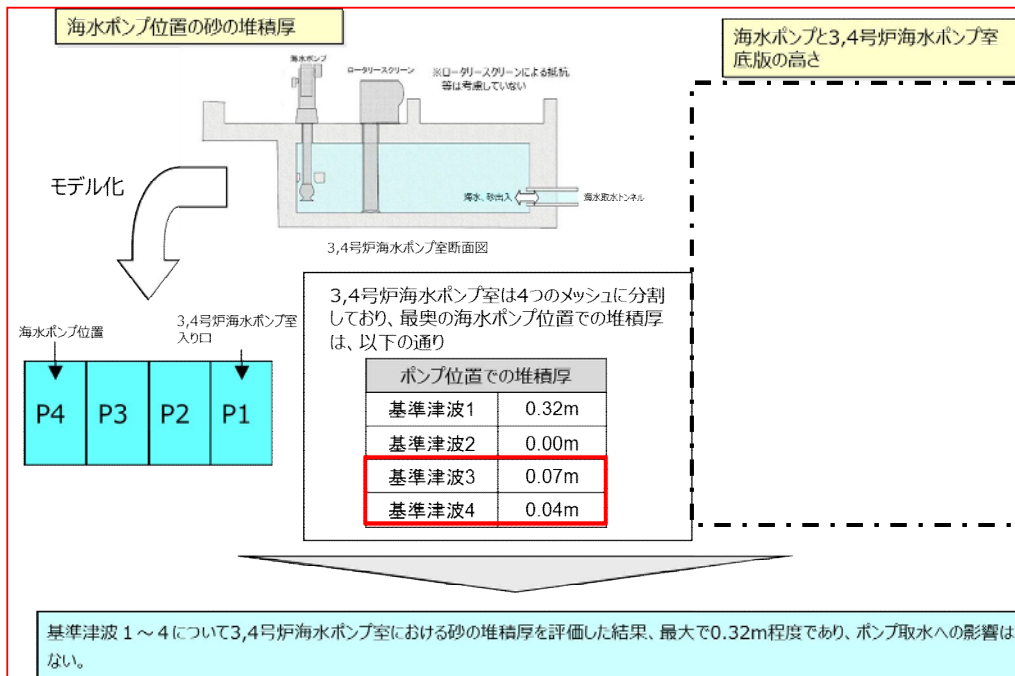 海水ポンプ位置の砂の堆積厚
海水ポンプと3,4号炉海水ポンプ室
底版の高さ
海水ポンプ
ロータリースクリーン
※ロータリースクリーンによる抵抗
等は考慮していない
モデル化
海水、砂出入
海水取水トンネル
3,4号炉海水ポンプ室断面図
海水ポンプ位置
3,4号炉海水ポンプ室
入り口
P4 P3 P2 P1
3,4号炉海水ポンプ室は4つのメッシュに分割
しており、最奥の海水ポンプ位置での堆積厚
は、以下の通り
ポンプ位置での堆積厚
基準津波1 0.32m
基準津波2 0.00m
基準津波3 0.07m
基準津波4 0.04m
基準津波1~4について3,4号炉海水ポンプ室における砂の堆積厚を評価した結果、最大で0.32m程度であり、ポンプ取水への影響は
ない。